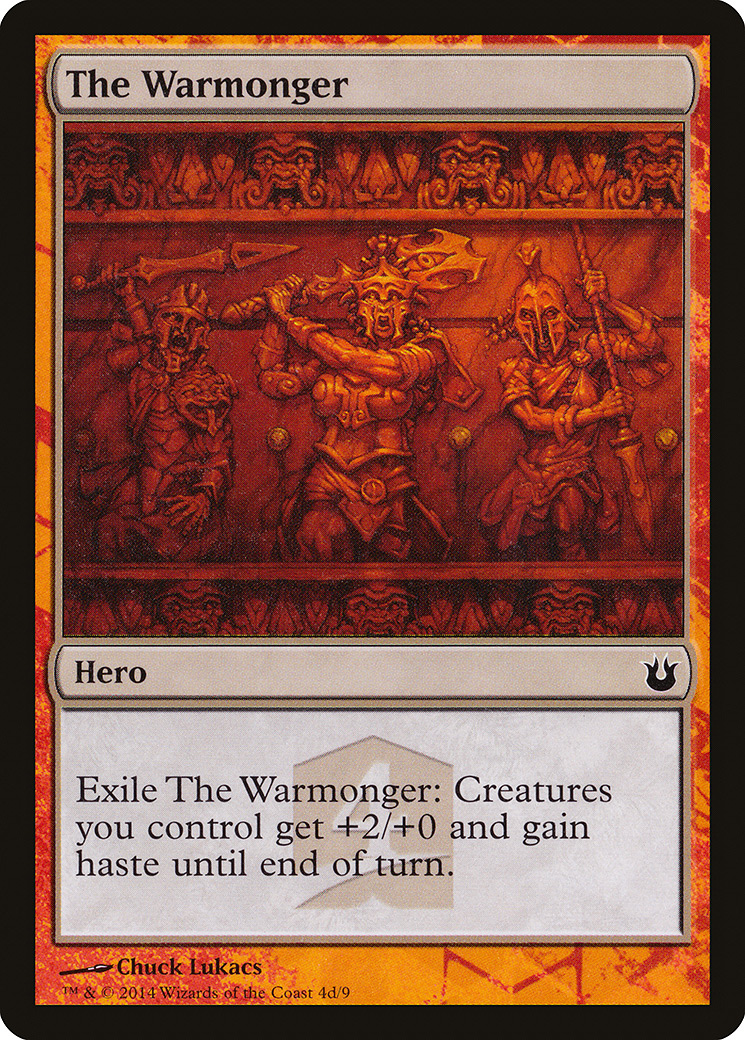 The Warmonger
Hero
4
Exile The Warmonger: Creatures
you control get +2/+0 and gain
haste until end of turn.
Chuck Lukacs
™ & © 2014 Wizards of the Coast 4d/9